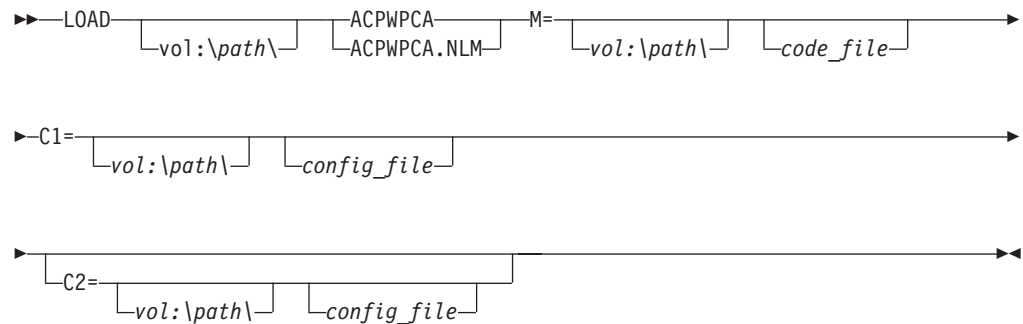 LOAD ACPWPCA M=
vol:\path\ ACPWPCA.NLM vol:\path\ code_file
C1=
vol:\path\ config_file
C2=
vol:\path\ config_file